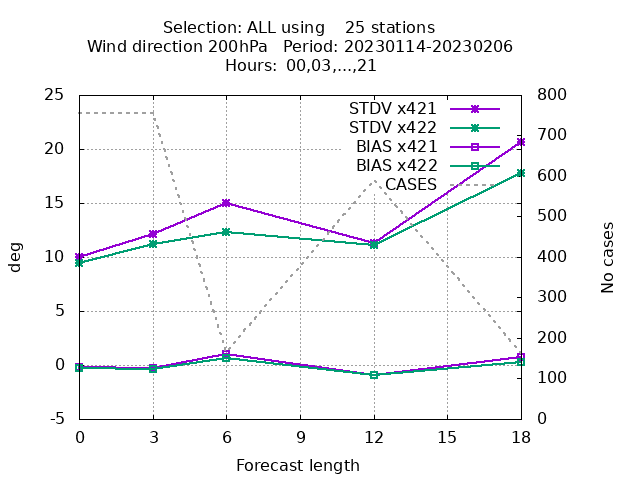 Selection: ALL using    25 stations
Wind direction 200hPa   Period: 20230114-20230206
Hours: 00,03,...,21
25
20
15
10
5
0
-5
deg
STDV x421
STDV x422
BIAS x421
BIAS x422
CASES
800
700
600
500
400
300
200
100
0
No cases
0 3 6 9 12 15 18
Forecast length